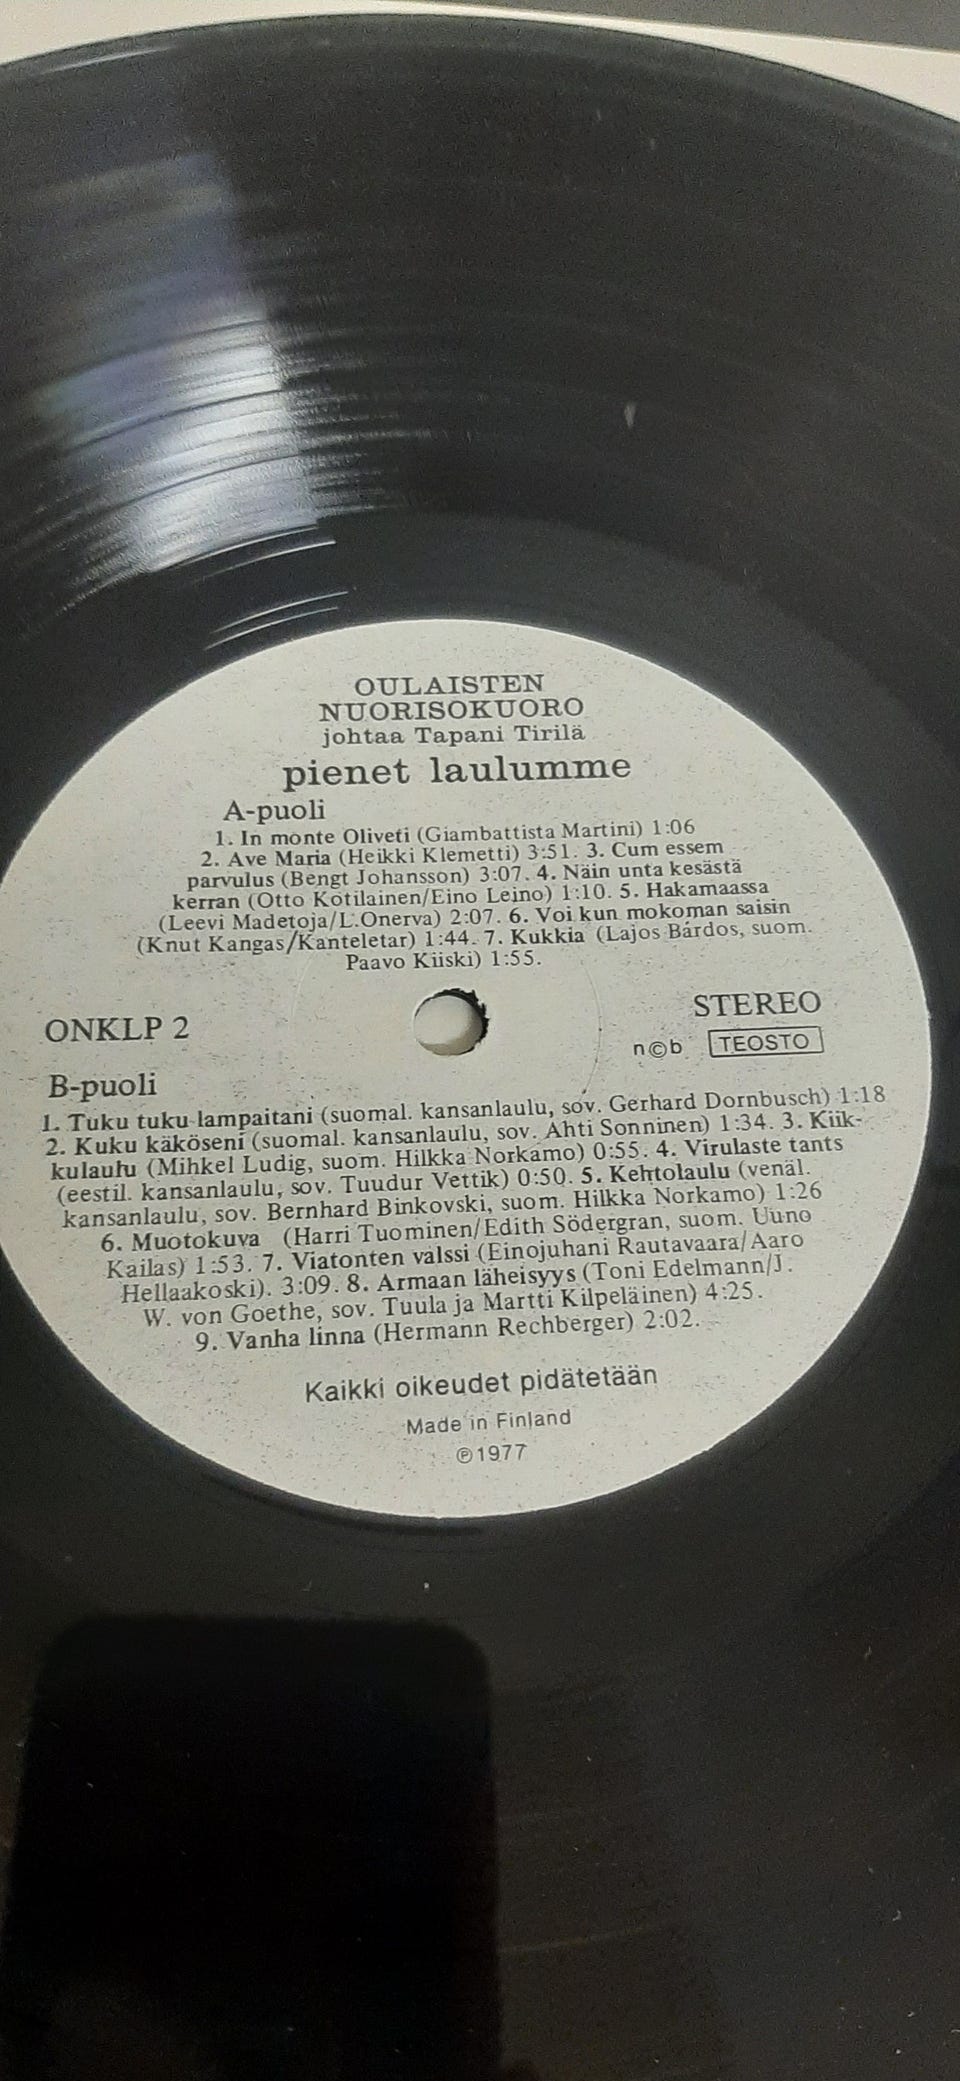 OULAISTEN
NUORISOKUORO
johtaa Tapani Tirilä
pienet laulumme
A-puoli
1. In monte Oliveti (Giambattista Martini) 1:06
2. Ave Maria (Heikki Klemetti) 3:51. 3. Cum essem
parvulus (Bengt Johansson) 3:07. 4. Näin unta kesästä
kerran (Otto Kotilainen/Eino Leino) 1:10. 5. Hakamaassa
(Leevi Madetoja/L.Onerva) 2:07. 6. Voi kun mokoman saisin
(Knut Kangas/Kanteletar) 1:44. 7. Kukkia (Lajos Bárdos, suom.
Paavo Kiiski) 1:55.
ONKLP 2
STEREO
n©b TEOSTO
B-puoli
1. Tuku tuku lampaitani (suomal. kansanlaulu, sov. Gerhard Dornbusch) 1:18
2. Kuku käköseni (suomal. kansanlaulu, sov. Ahti Sonninen) 1:34. 3. Kiik-
kulaulu (Mihkel Ludig, suom. Hilkka Norkamo) 0:55. 4. Virulaste tants
(eestil. kansanlaulu, sov. Tuudur Vettik) 0:50. 5. Kehtolaulu (venäl.
kansanlaulu, sov. Bernhard Binkovski, suom. Hilkka Norkamo) 1:26
6. Muotokuva (Harri Tuominen/Edith Södergran, suom. Uuno
Kailas) 1:53. 7. Viatonten valssi (Einojuhani Rautavaara/Aaro
Hellaakoski). 3:09. 8. Armaan läheisyys (Toni Edelmann/J.
W. von Goethe, sov. Tuula ja Martti Kilpeläinen) 4:25.
9. Vanha linna (Hermann Rechberger) 2:02.
Kaikki oikeudet pidätetään
Made in Finland
℗1977